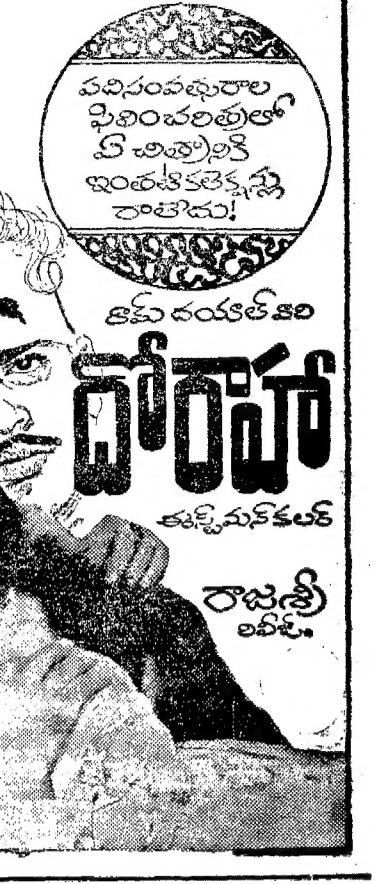 పదిసంవత్సరాల
ఫిలించరిత్రలో
ఏ చిత్రానికి
ఇంతటికలెక్షన్లు
రాలేదు!
రామ్ దయాల్ వారి
దోరాహా
ఈస్ట్‌మన్ కలర్
రాజశ్రీ
రిలీజ్.